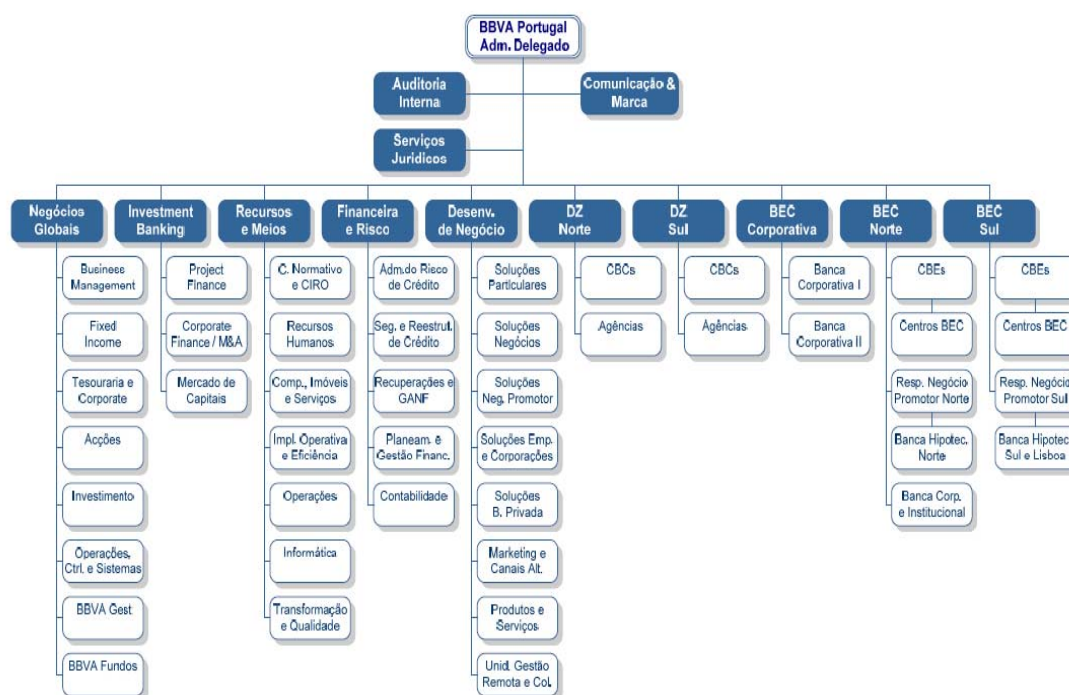 BBVA Portugal
Adm. Delegado
Auditoria
Interna
Comunicação &
Marca
Serviços
Jurídicos
Negócios
Globais
Investment
Banking
Recursos
e Meios
Financeira
e Risco
Desenv.
de Negócio
DZ
Norte
DZ
Sul
BEC
Corporativa
BEC
Norte
BEC
Sul
Business
Management
Fixed
Income
Tesouraria e
Corporate
Acções
Investimento
Operações,
Ctrl. e Sistemas
BBVA Gest
BBVA Fundos
Project
Finance
Corporate
Finance / M&A
Mercado de
Capitais
C. Normativo
e CIRO
Recursos
Humanos
Comp., Imóveis
e Serviços
Impl. Operativa
e Eficiência
Operações
Informática
Transformação
e Qualidade
Adm.do Risco
de Crédito
Seg. e Reestrut.
de Crédito
Recuperações e
GANF
Planeam. e
Gestão Financ.
Contabilidade
Soluções
Particulares
Soluções
Negócios
Soluções
Neg. Promotor
Soluções Emp.
e Corporações
Soluções
B. Privada
Marketing e
Canais Alt.
Produtos e
Serviços
Unid. Gestão
Remota e Col.
CBCs
Agências
CBCs
Agências
Banca
Corporativa I
Banca
Corporativa II
CBEs
Centros BEC
Resp. Negócio
Promotor Norte
Banca Hipotec.
Norte
Banca Corp.
e Institucional
CBEs
Centros BEC
Resp. Negócio
Promotor Sul
Banca Hipotec.
Sul e Lisboa